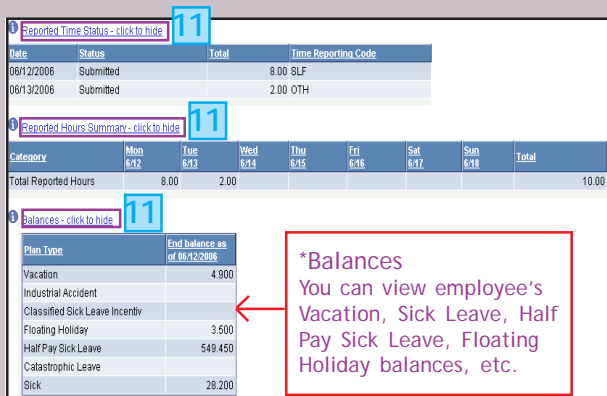 Reported Time Status - click to hide 11
Date Status Total Time Reporting Code
06/12/2006 Submitted 8.00 SLF
06/13/2006 Submitted 2.00 OTH
Reported Hours Summary - click to hide 11
Category Mon 6/12 Tue 6/13 Wed 6/14 Thu 6/15 Fri 6/16 Sat 6/17 Sun 6/18 Total
Total Reported Hours 8.00 2.00 10.00
Balances - click to hide 11
Plan Type End balance as of 06/12/2006
Vacation 4.900
Industrial Accident
Classified Sick Leave Incentiv
Floating Holiday 3.500
Half Pay Sick Leave 549.450
Catastrophic Leave
Sick 28.200
*Balances
You can view employee's
Vacation, Sick Leave, Half
Pay Sick Leave, Floating
Holiday balances, etc.